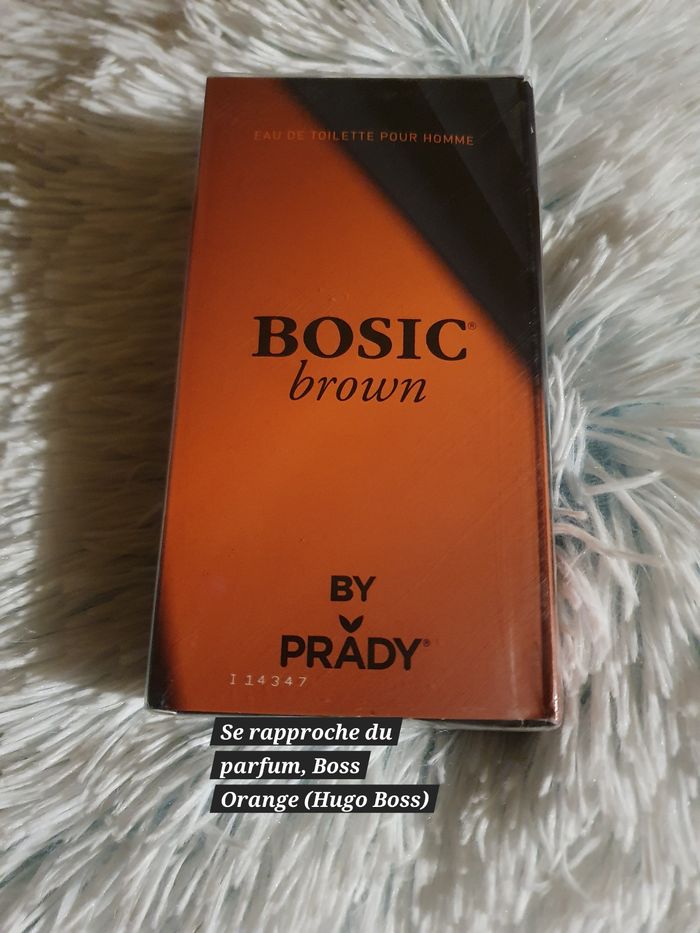 EAU DE TOILETTE POUR HOMME
BOSIC®
brown
BY
PRADY®
I 14347
Se rapproche du
parfum, Boss
Orange (Hugo Boss)